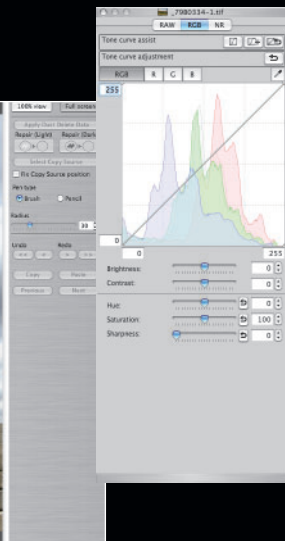 _7980334-1.tif
RAW RGB NR
Tone curve assist
Tone curve adjustment
RGB R G B
255
0
0 255
Brightness: 0
Contrast: 0
Hue: 0
Saturation: 100
Sharpness: 0
100% view Full screen
Apply Dust Delete Data
Repair (Light) Repair (Dark
Select Copy Source
Fix Copy Source position
Pen type
Brush Pencil
Radius
30
Undo Redo
Copy Paste
Previous Next